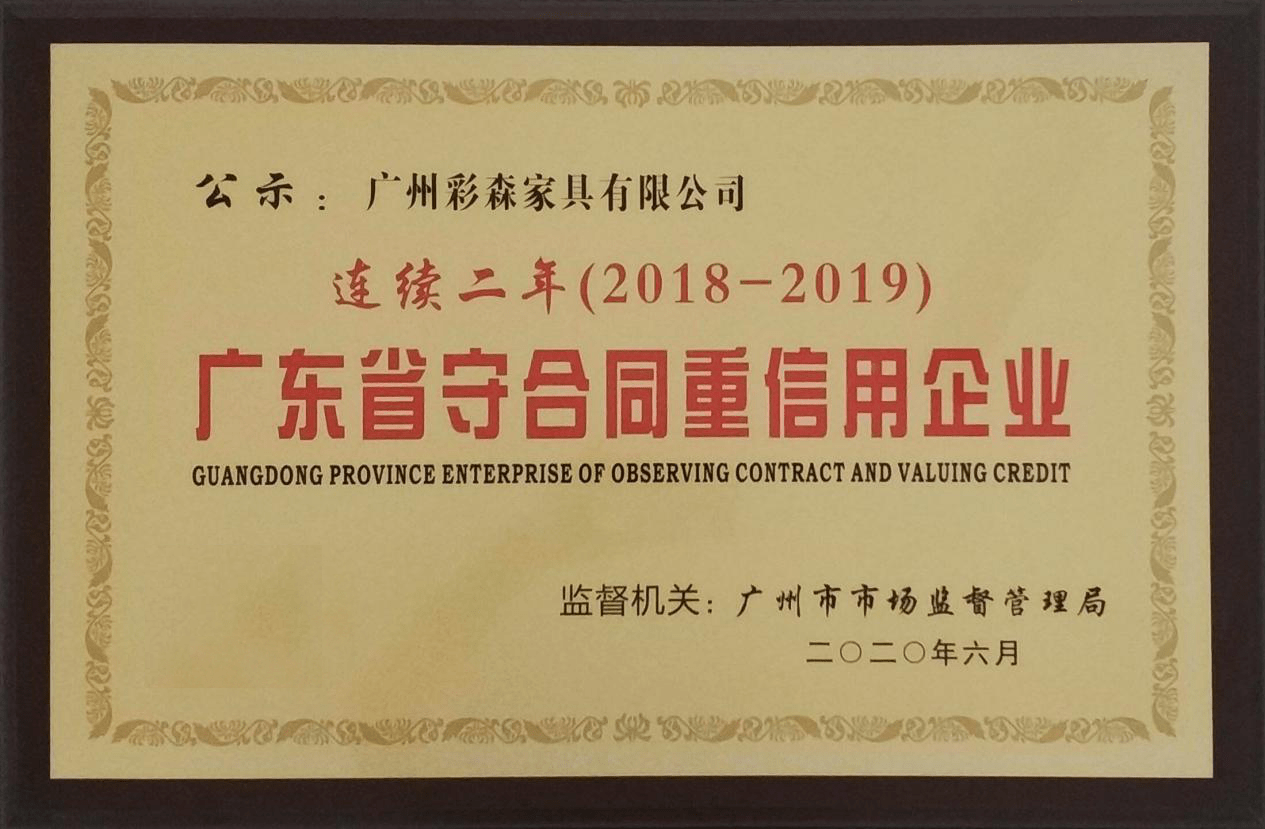 公示：广州彩森家具有限公司
连续二年(2018-2019)
广东省守合同重信用企业
GUANGDONG PROVINCE ENTERPRISE OF OBSERVING CONTRACT AND VALUING CREDIT
监督机关：广州市市场监督管理局
二〇二〇年六月